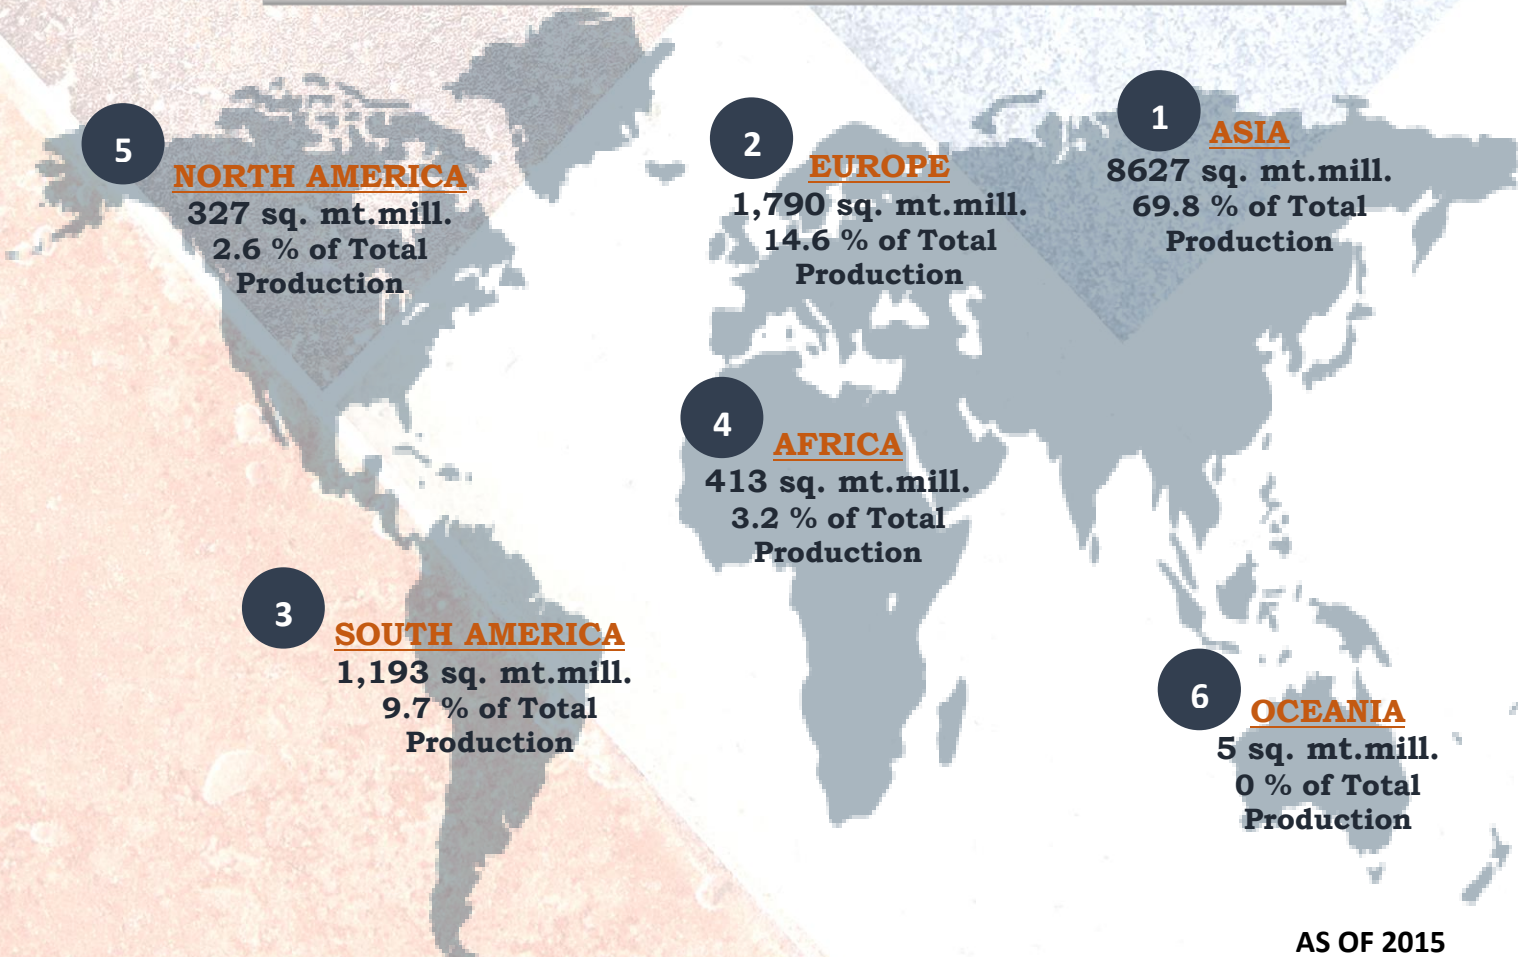 1
ASIA
8627 sq. mt.mill.
69.8 % of Total
Production
2
EUROPE
1,790 sq. mt.mill.
14.6 % of Total
Production
5
NORTH AMERICA
327 sq. mt.mill.
2.6 % of Total
Production
4
AFRICA
413 sq. mt.mill.
3.2 % of Total
Production
3
SOUTH AMERICA
1,193 sq. mt.mill.
9.7 % of Total
Production
6
OCEANIA
5 sq. mt.mill.
0 % of Total
Production
AS OF 2015